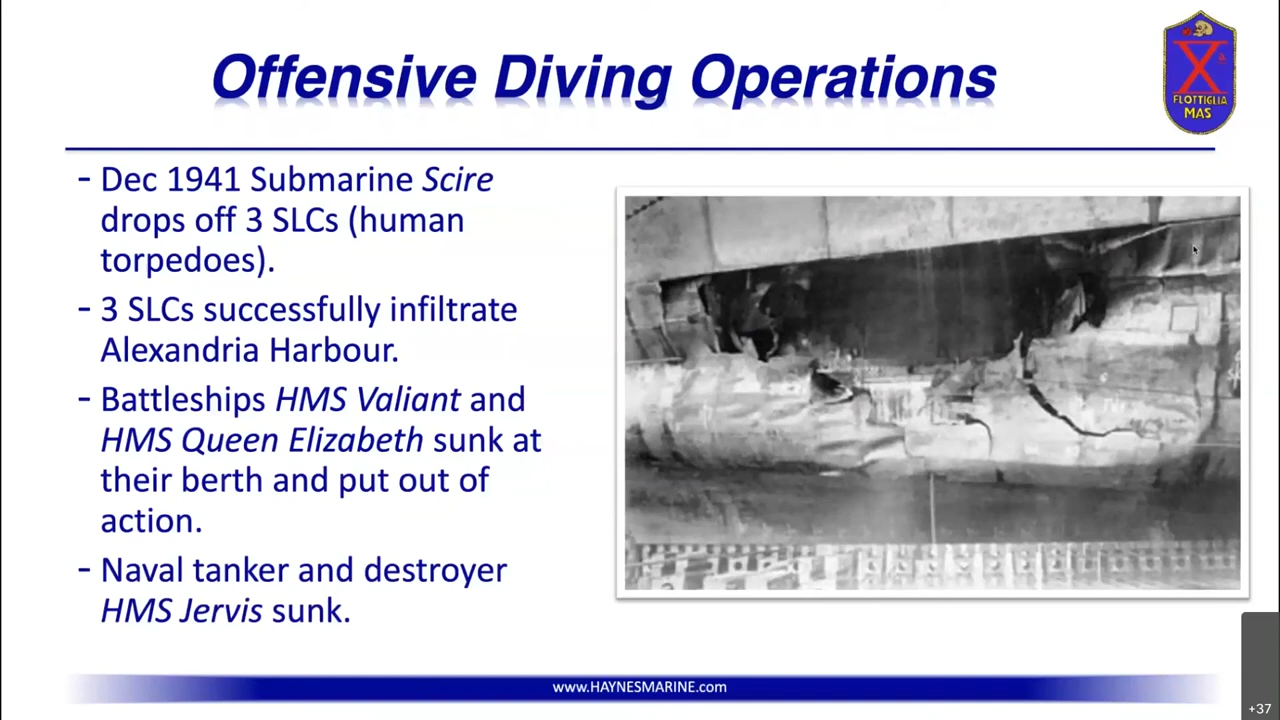 Offensive Diving Operations
X a
FLOTTIGLIA
MAS
- Dec 1941 Submarine Scire
drops off 3 SLCs (human
torpedoes).
- 3 SLCs successfully infiltrate
Alexandria Harbour.
- Battleships HMS Valiant and
HMS Queen Elizabeth sunk at
their berth and put out of
action.
- Naval tanker and destroyer
HMS Jervis sunk.
www.HAYNESMARINE.com
+37